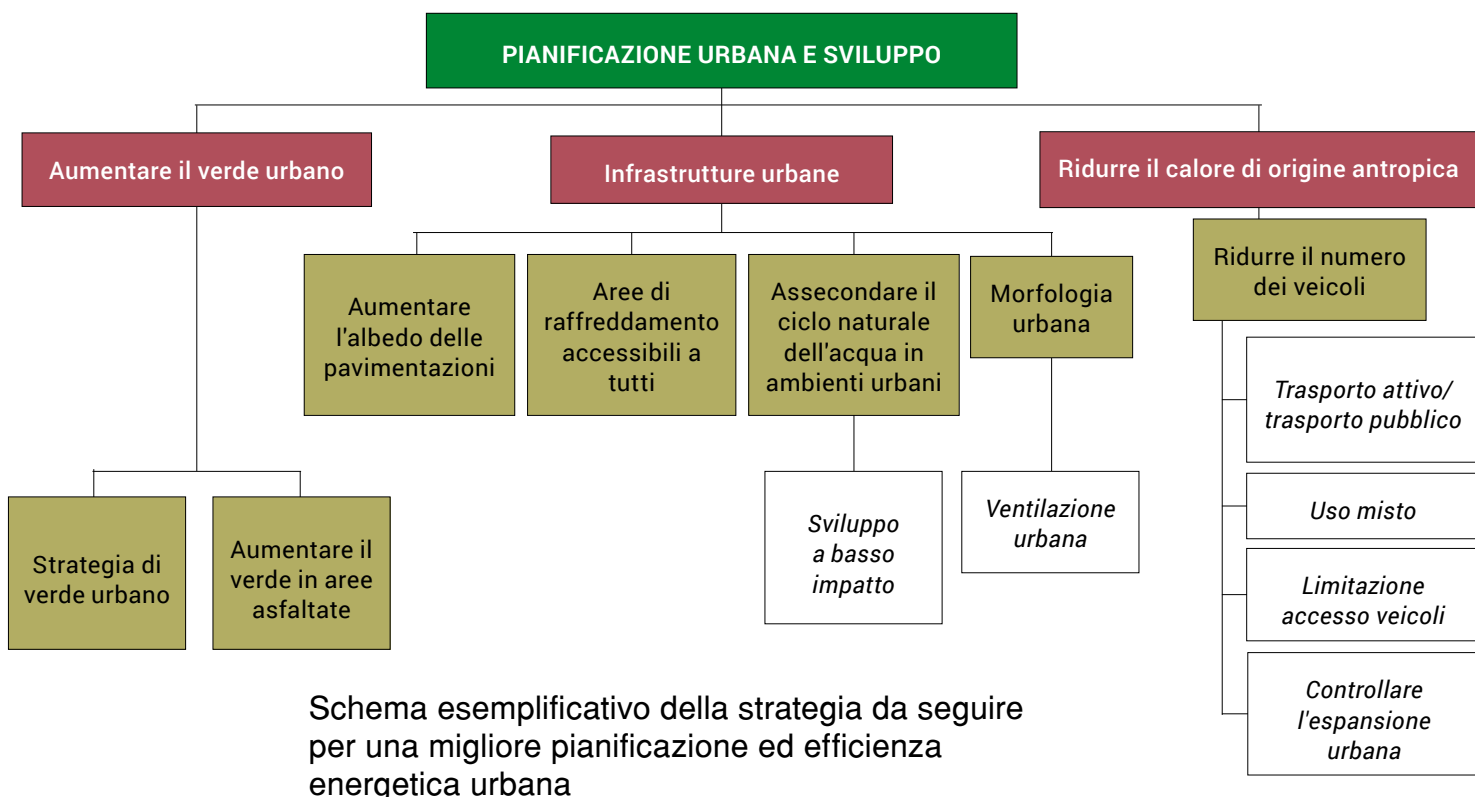 PIANIFICAZIONE URBANA E SVILUPPO
Aumentare il verde urbano
Infrastrutture urbane
Ridurre il calore di origine antropica
Aumentare
l'albedo delle
pavimentazioni
Aree di
raffreddamento
accessibili a
tutti
Assecondare il
ciclo naturale
dell'acqua in
ambienti urbani
Morfologia
urbana
Ridurre il numero
dei veicoli
Trasporto attivo/
trasporto pubblico
Strategia di
verde urbano
Aumentare il
verde in aree
asfaltate
Sviluppo
a basso
impatto
Ventilazione
urbana
Uso misto
Limitazione
accesso veicoli
Controllare
l'espansione
urbana
Schema esemplificativo della strategia da seguire
per una migliore pianificazione ed efficienza
energetica urbana